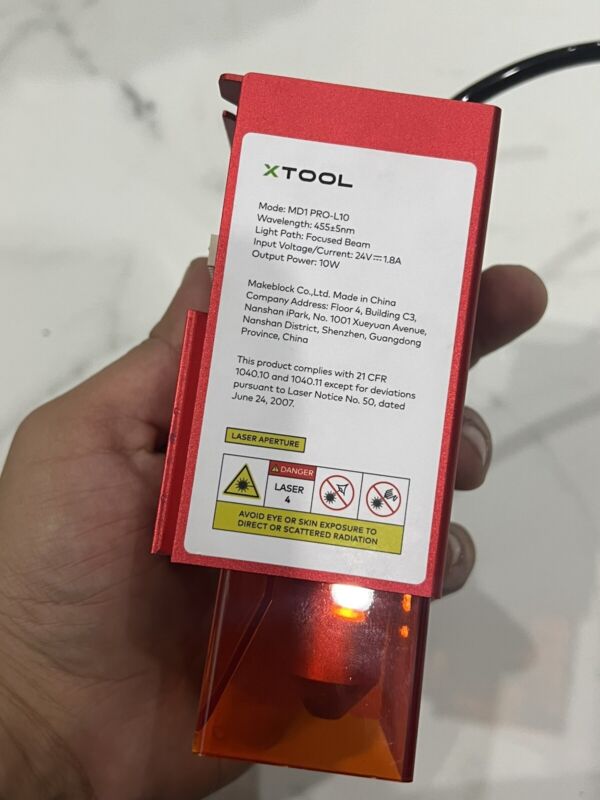 XTOOL
Mode: MD1 PRO-L10
Wavelength: 455±5nm
Light Path: Focused Beam
Input Voltage/Current: 24V⎓1.8A
Output Power: 10W
Makeblock Co.,Ltd. Made in China
Company Address: Floor 4, Building C3,
Nanshan iPark, No. 1001 Xueyuan Avenue,
Nanshan District, Shenzhen, Guangdong
Province, China
This product complies with 21 CFR
1040.10 and 1040.11 except for deviations
pursuant to Laser Notice No. 50, dated
June 24, 2007.
LASER APERTURE
DANGER
LASER
4
AVOID EYE OR SKIN EXPOSURE TO
DIRECT OR SCATTERED RADIATION